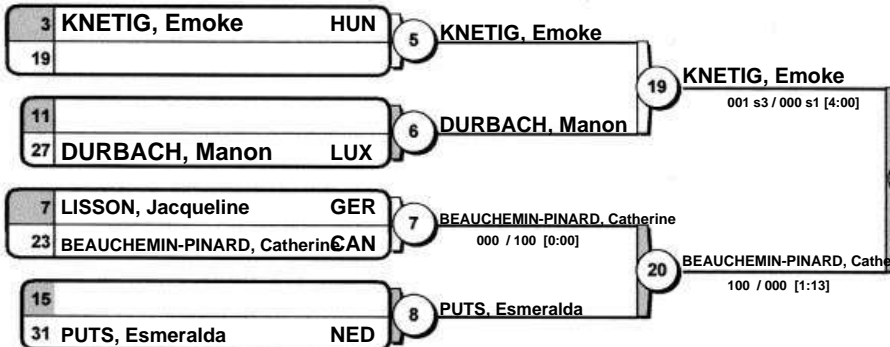 3 KNETIG, Emoke HUN
19
5
KNETIG, Emoke
19
KNETIG, Emoke
001 s3 / 000 s1 [4:00]
11
27 DURBACH, Manon LUX
6
DURBACH, Manon
7 LISSON, Jacqueline GER
23 BEAUCHEMIN-PINARD, Catherine CAN
7
BEAUCHEMIN-PINARD, Catherine
000 / 100 [0:00]
20
BEAUCHEMIN-PINARD, Cathe
100 / 000 [1:13]
15
31 PUTS, Esmeralda NED
8
PUTS, Esmeralda